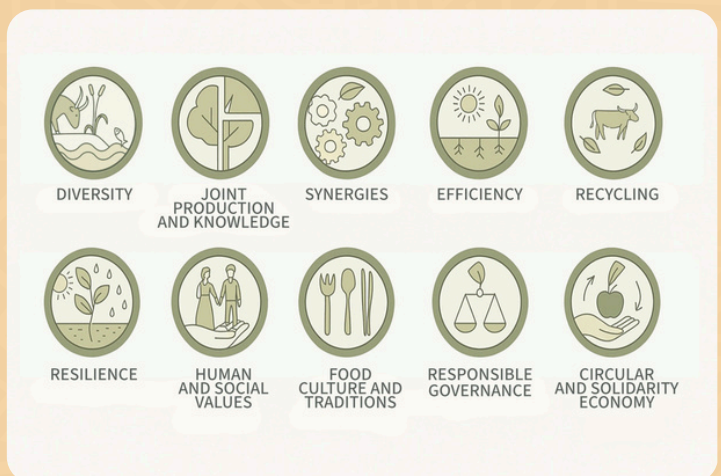 DIVERSITY
JOINT
PRODUCTION
AND KNOWLEDGE
SYNERGIES
EFFICIENCY
RECYCLING
RESILIENCE
HUMAN
AND SOCIAL
VALUES
FOOD
CULTURE AND
TRADITIONS
RESPONSIBLE
GOVERNANCE
CIRCULAR
AND SOLIDARITY
ECONOMY